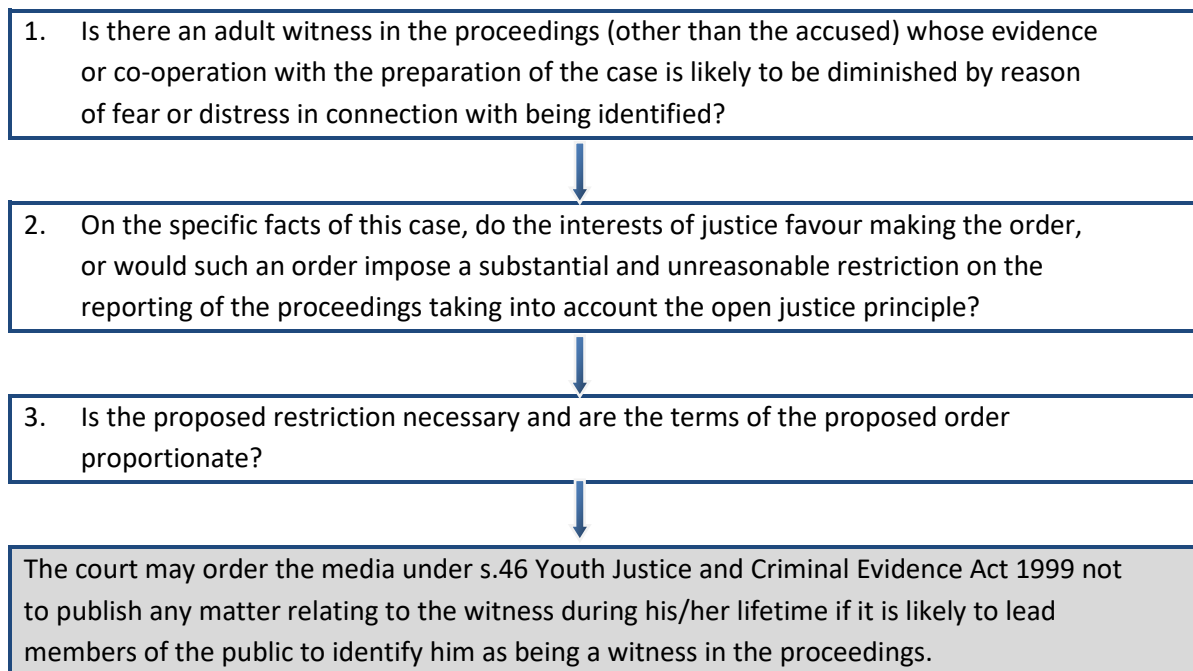 1. Is there an adult witness in the proceedings (other than the accused) whose evidence
or co-operation with the preparation of the case is likely to be diminished by reason
of fear or distress in connection with being identified?
2. On the specific facts of this case, do the interests of justice favour making the order,
or would such an order impose a substantial and unreasonable restriction on the
reporting of the proceedings taking into account the open justice principle?
3. Is the proposed restriction necessary and are the terms of the proposed order
proportionate?
The court may order the media under s.46 Youth Justice and Criminal Evidence Act 1999 not
to publish any matter relating to the witness during his/her lifetime if it is likely to lead
members of the public to identify him as being a witness in the proceedings.